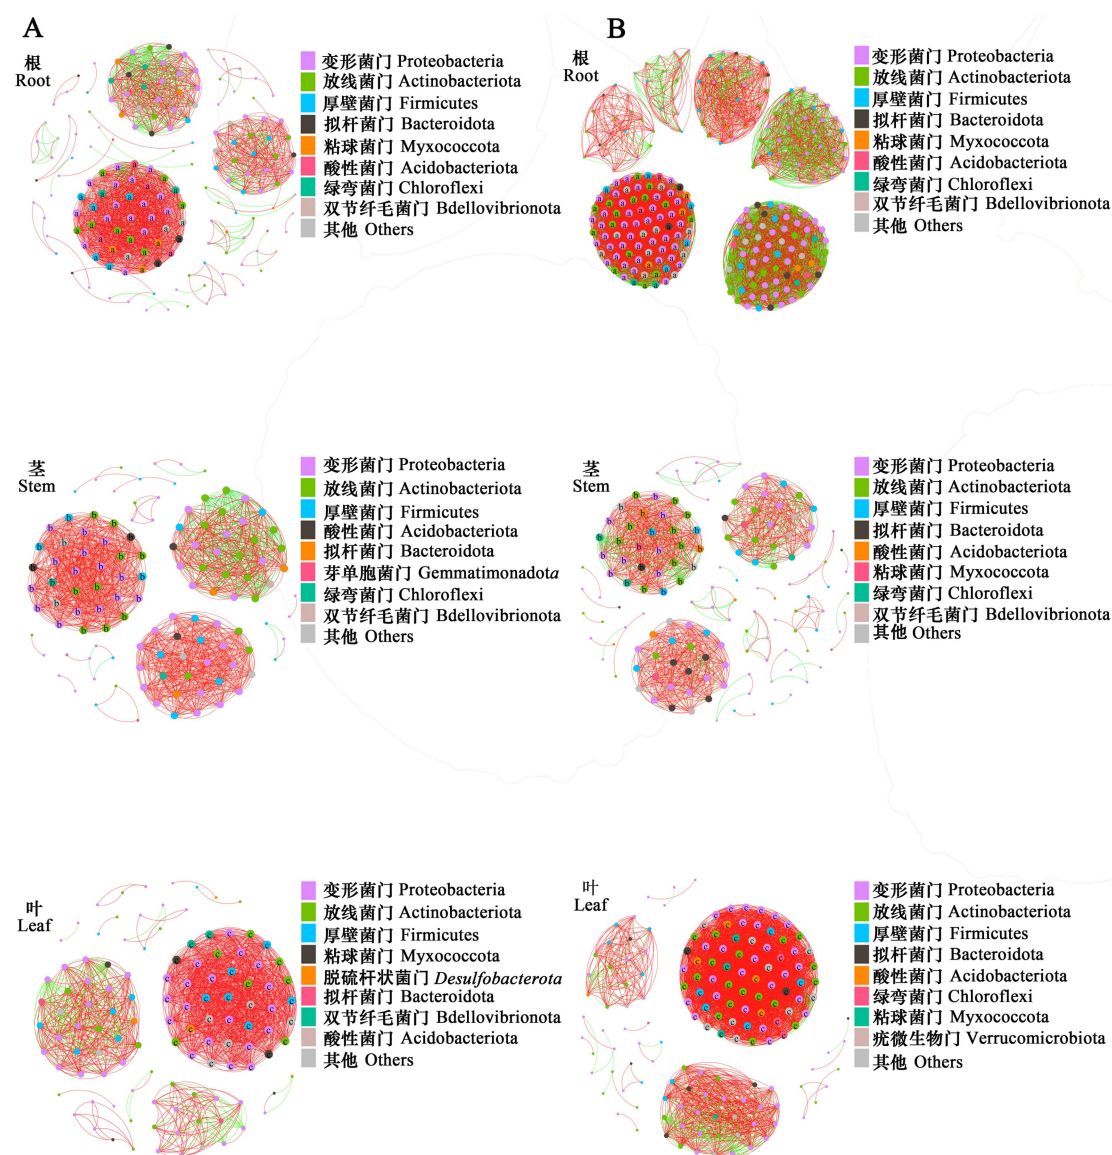 A
根
Root
变形菌门 Proteobacteria
放线菌门 Actinobacteriota
厚壁菌门 Firmicutes
拟杆菌门 Bacteroidota
粘球菌门 Myxococcota
酸性菌门 Acidobacteriota
绿弯菌门 Chloroflexi
双节纤毛菌门 Bdellovibrionota
其他 Others
B
根
Root
变形菌门 Proteobacteria
放线菌门 Actinobacteriota
厚壁菌门 Firmicutes
拟杆菌门 Bacteroidota
粘球菌门 Myxococcota
酸性菌门 Acidobacteriota
绿弯菌门 Chloroflexi
双节纤毛菌门 Bdellovibrionota
其他 Others
茎
Stem
变形菌门 Proteobacteria
放线菌门 Actinobacteriota
厚壁菌门 Firmicutes
酸性菌门 Acidobacteriota
拟杆菌门 Bacteroidota
芽单胞菌门 Gemmatimonadota
绿弯菌门 Chloroflexi
双节纤毛菌门 Bdellovibrionota
其他 Others
茎
Stem
变形菌门 Proteobacteria
放线菌门 Actinobacteriota
厚壁菌门 Firmicutes
拟杆菌门 Bacteroidota
酸性菌门 Acidobacteriota
粘球菌门 Myxococcota
绿弯菌门 Chloroflexi
双节纤毛菌门 Bdellovibrionota
其他 Others
叶
Leaf
变形菌门 Proteobacteria
放线菌门 Actinobacteriota
厚壁菌门 Firmicutes
粘球菌门 Myxococcota
脱硫杆状菌门 Desulfobacterota
拟杆菌门 Bacteroidota
双节纤毛菌门 Bdellovibrionota
酸性菌门 Acidobacteriota
其他 Others
叶
Leaf
变形菌门 Proteobacteria
放线菌门 Actinobacteriota
厚壁菌门 Firmicutes
拟杆菌门 Bacteroidota
酸性菌门 Acidobacteriota
绿弯菌门 Chloroflexi
粘球菌门 Myxococcota
疣微生物门 Verrucomicrobiota
其他 Others